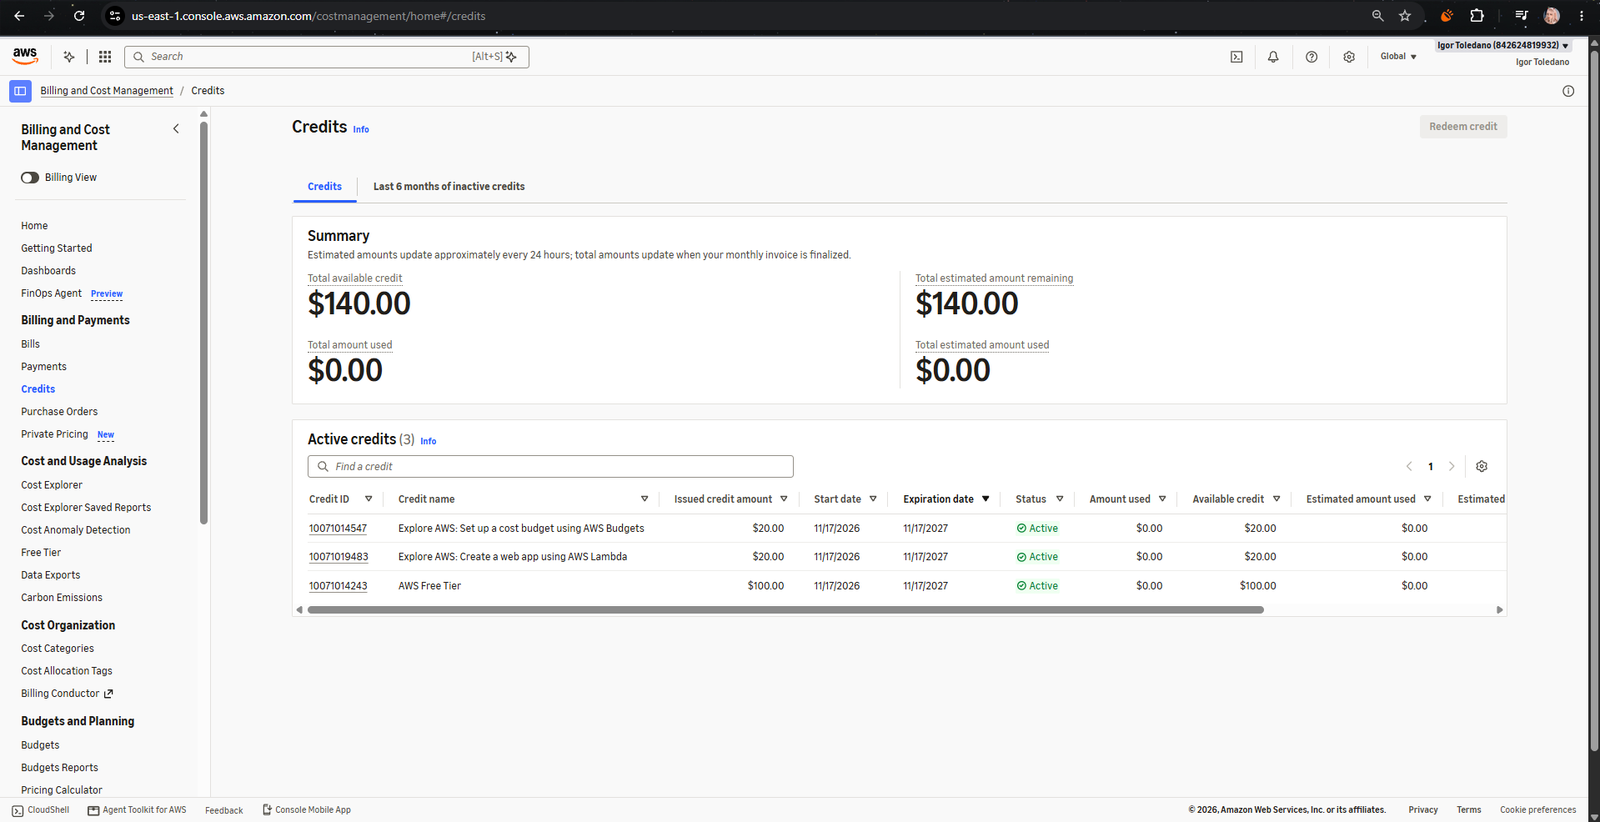 us-east-1.console.aws.amazon.com/costmanagement/home#/credits
aws
Search
[Alt+S]
Global
Igor Toledano (842624819932)
Igor Toledano
Billing and Cost Management / Credits
Billing and Cost
Management
Billing View
Home
Getting Started
Dashboards
FinOps Agent Preview
Billing and Payments
Bills
Payments
Credits
Purchase Orders
Private Pricing New
Cost and Usage Analysis
Cost Explorer
Cost Explorer Saved Reports
Cost Anomaly Detection
Free Tier
Data Exports
Carbon Emissions
Cost Organization
Cost Categories
Cost Allocation Tags
Billing Conductor
Budgets and Planning
Budgets
Budgets Reports
Pricing Calculator
Credits Info
Redeem credit
Credits
Last 6 months of inactive credits
Summary
Estimated amounts update approximately every 24 hours; total amounts update when your monthly invoice is finalized.
Total available credit
$140.00
Total amount used
$0.00
Total estimated amount remaining
$140.00
Total estimated amount used
$0.00
Active credits (3) Info
Find a credit
1
Credit ID Credit name Issued credit amount Start date Expiration date Status Amount used Available credit Estimated amount used Estimated
10071014547 Explore AWS: Set up a cost budget using AWS Budgets $20.00 11/17/2026 11/17/2027 Active $0.00 $20.00 $0.00
10071019483 Explore AWS: Create a web app using AWS Lambda $20.00 11/17/2026 11/17/2027 Active $0.00 $20.00 $0.00
10071014243 AWS Free Tier $100.00 11/17/2026 11/17/2027 Active $0.00 $100.00 $0.00
CloudShell
Agent Toolkit for AWS
Feedback
Console Mobile App
© 2026, Amazon Web Services, Inc. or its affiliates.
Privacy
Terms
Cookie preferences